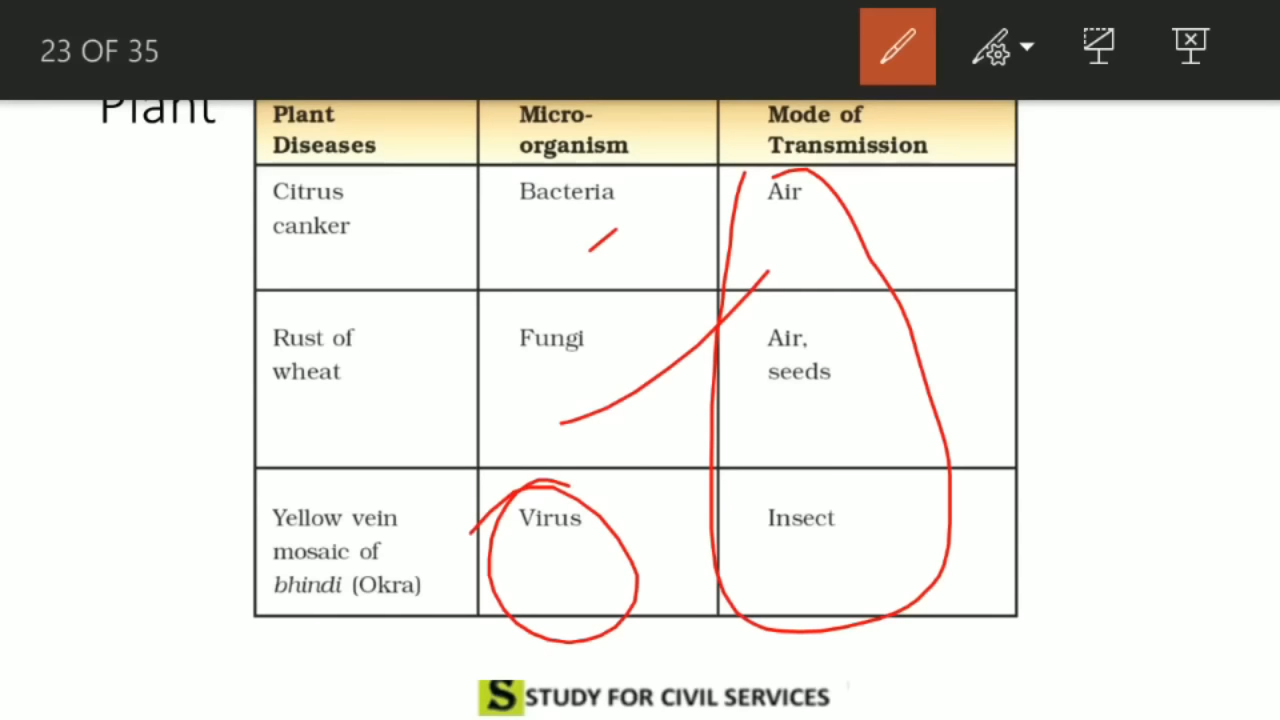 23 OF 35
Plant
Plant
Diseases
Micro-
organism
Mode of
Transmission
Citrus
canker
Bacteria
Air
Rust of
wheat
Fungi
Air,
seeds
Yellow vein
mosaic of
bhindi (Okra)
Virus
Insect
S STUDY FOR CIVIL SERVICES